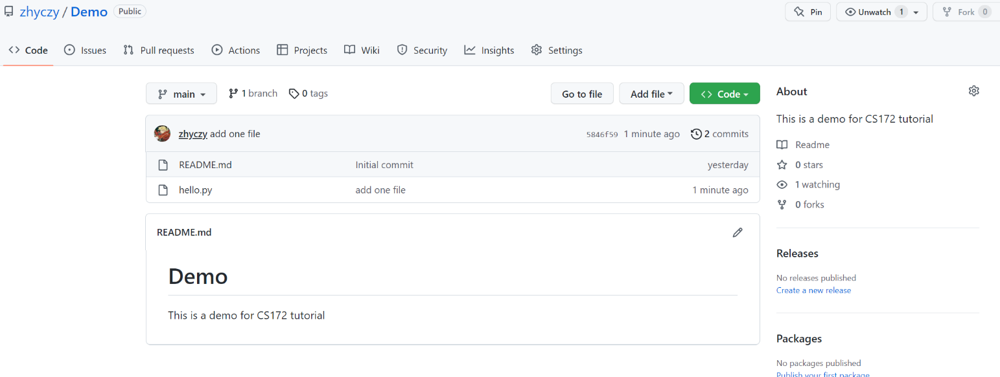 zhyczy / Demo Public Pin Unwatch 1 Fork 0
Code Issues Pull requests Actions Projects Wiki Security Insights Settings
main 1 branch 0 tags Go to file Add file Code
zhyczy add one file 5846f59 1 minute ago 2 commits
README.md Initial commit yesterday
hello.py add one file 1 minute ago
README.md
Demo
This is a demo for CS172 tutorial
About
This is a demo for CS172 tutorial
Readme
0 stars
1 watching
0 forks
Releases
No releases published
Create a new release
Packages
No packages published
Publish your first package